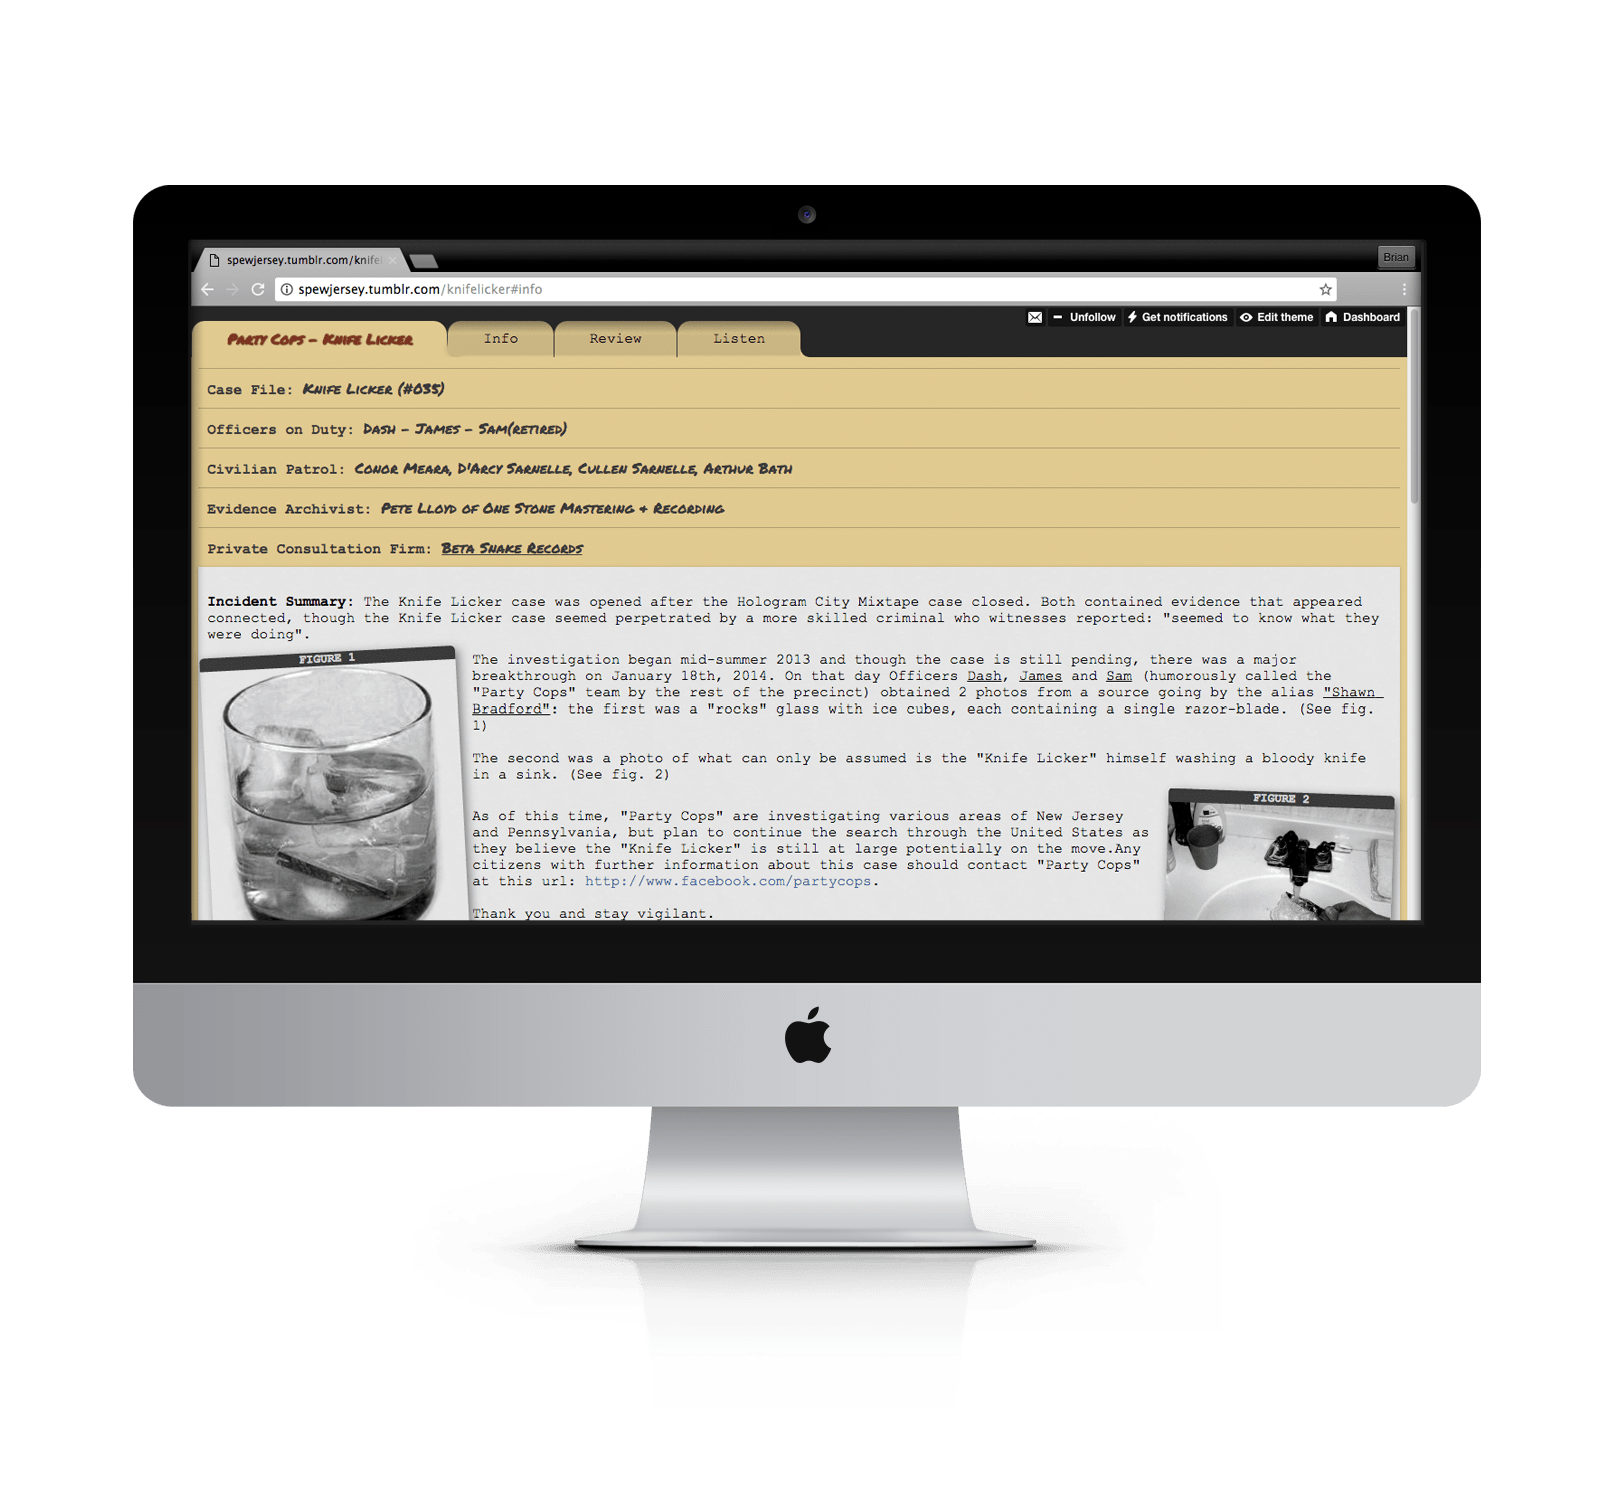 spewjersey.tumblr.com/knife
Brian
spewjersey.tumblr.com/knifelicker#info
Unfollow Get notifications Edit theme Dashboard
Party Cops - Knife Licker Info Review Listen
Case File: Knife Licker (#035)
Officers on Duty: Dash - James - Sam(retired)
Civilian Patrol: Conor Meara, D'Arcy Sarnelle, Cullen Sarnelle, Arthur Bath
Evidence Archivist: Pete Lloyd of One Stone Mastering + Recording
Private Consultation Firm: Beta Snake Records
Incident Summary: The Knife Licker case was opened after the Hologram City Mixtape case closed. Both contained evidence that appeared
connected, though the Knife Licker case seemed perpetrated by a more skilled criminal who witnesses reported: "seemed to know what they
were doing".
FIGURE 1
The investigation began mid-summer 2013 and though the case is still pending, there was a major
breakthrough on January 18th, 2014. On that day Officers Dash, James and Sam (humorously called the
"Party Cops" team by the rest of the precinct) obtained 2 photos from a source going by the alias "Shawn
Bradford": the first was a "rocks" glass with ice cubes, each containing a single razor-blade. (See fig.
1)
The second was a photo of what can only be assumed is the "Knife Licker" himself washing a bloody knife
in a sink. (See fig. 2)
FIGURE 2
As of this time, "Party Cops" are investigating various areas of New Jersey
and Pennsylvania, but plan to continue the search through the United States as
they believe the "Knife Licker" is still at large potentially on the move.Any
citizens with further information about this case should contact "Party Cops"
at this url: http://www.facebook.com/partycops.
Thank you and stay vigilant.